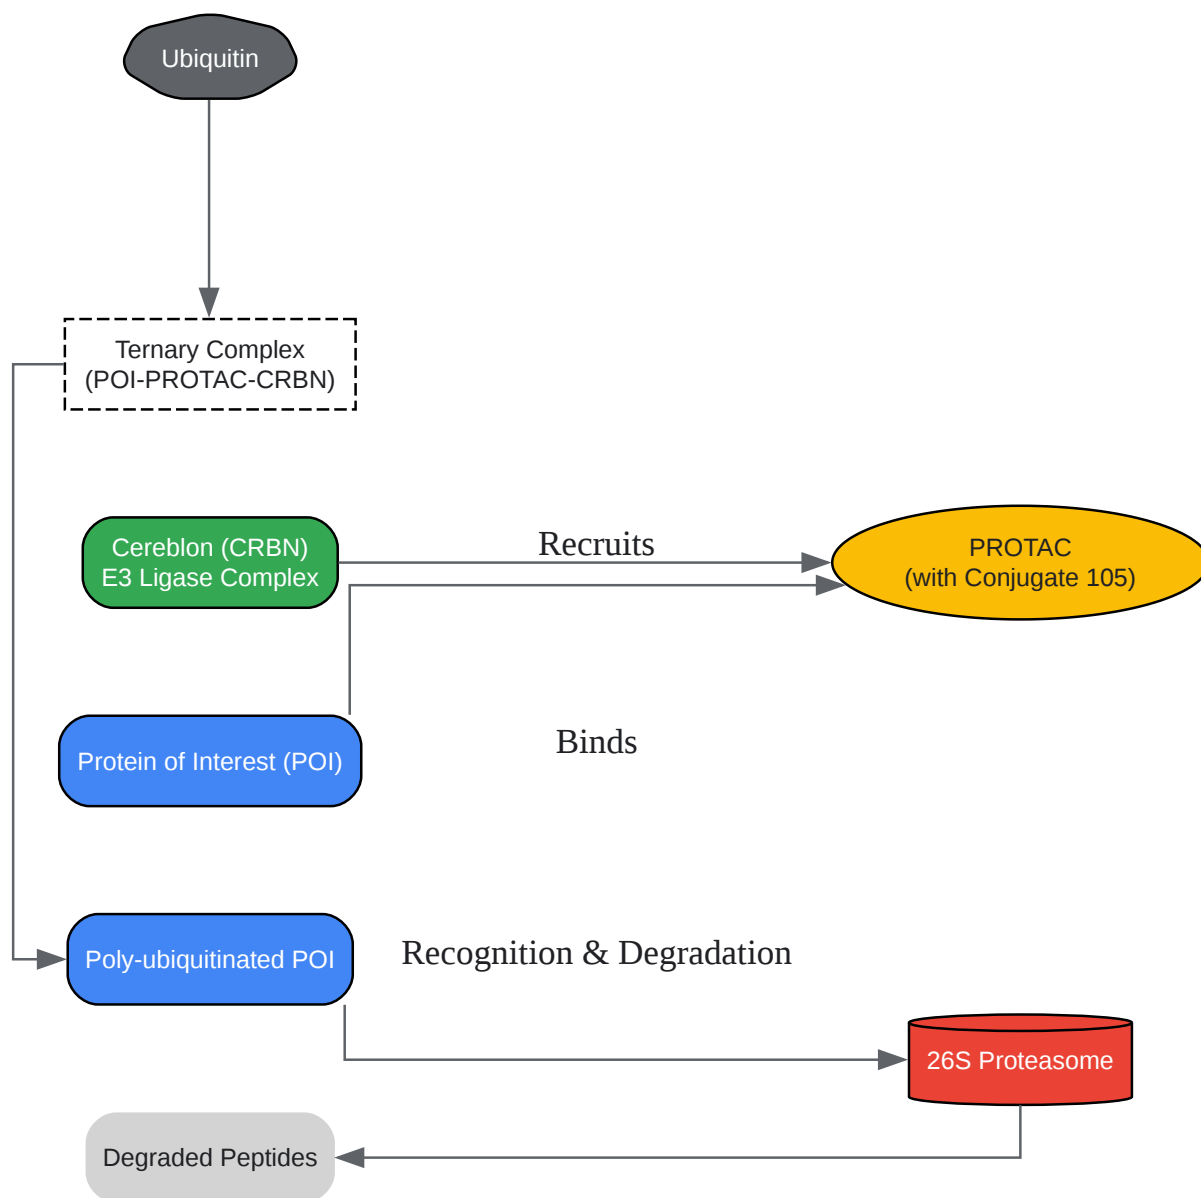 Ubiquitin
Ternary Complex
(POI-PROTAC-CRBN)
Cereblon (CRBN)
E3 Ligase Complex
Recruits
PROTAC
(with Conjugate 105)
Protein of Interest (POI)
Binds
Poly-ubiquitinated POI
Recognition & Degradation
26S Proteasome
Degraded Peptides